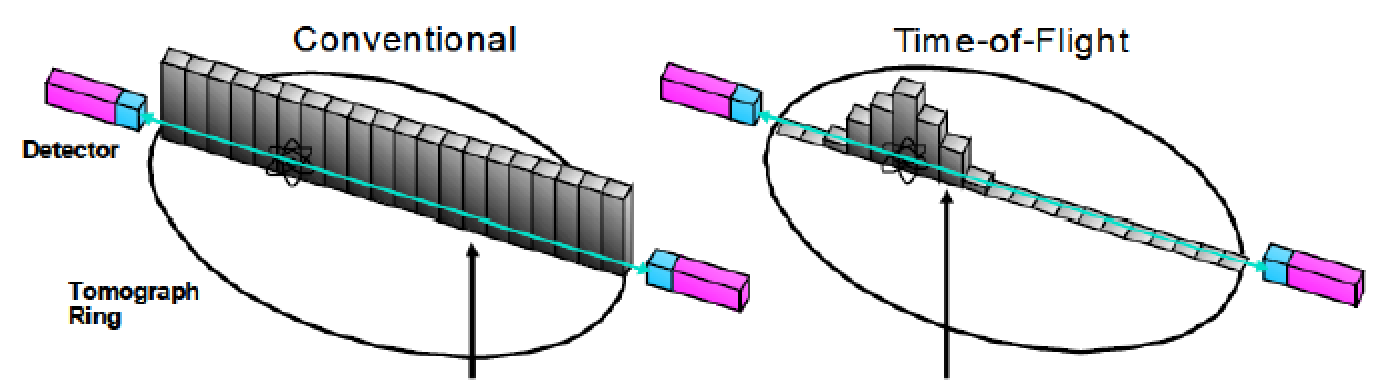 Conventional
Time-of-Flight
Detector
Tomograph
Ring